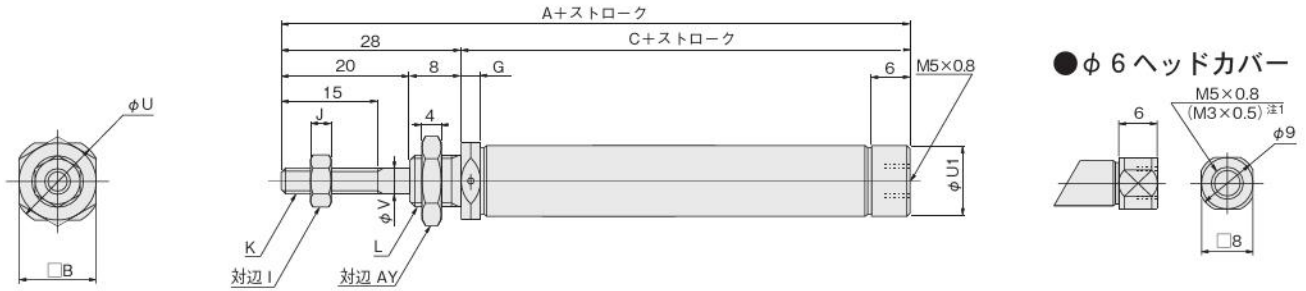 A+ストローク
28
C+ストローク
20
8
G
6
M5×0.8
15
J
4
φU
φV
φU1
K
L
対辺 I
対辺 AY
□B
●φ 6 ヘッドカバー
M5×0.8
(M3×0.5) 注1
6
φ9
□8